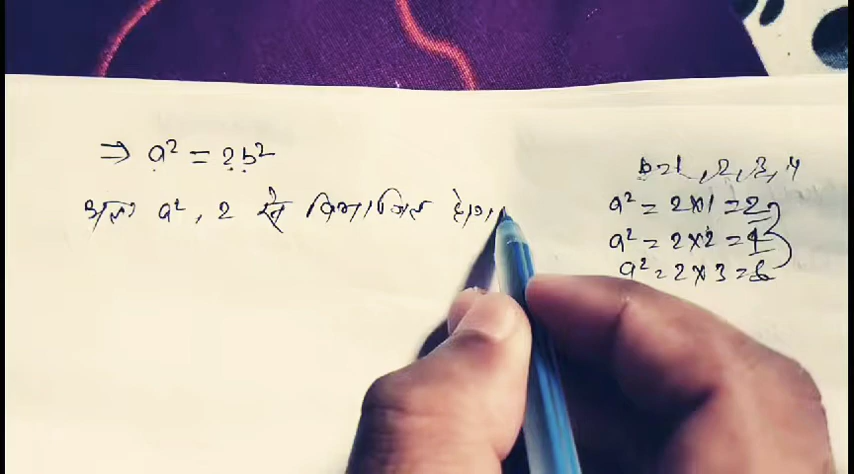 ⇒ a² = 2b²
अतः a², 2 से विभाजित होगा
b=1, 2, 3, 4
a² = 2×1 = 2
a² = 2×2 = 4
a² = 2×3 = 6